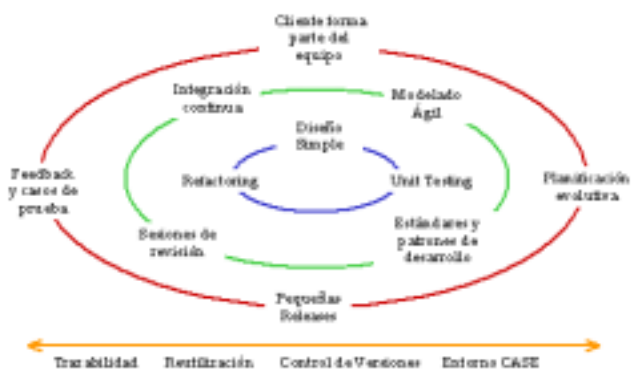 Cliente forma
parte del
equipo
Integración
continua
Modelado
Ágil
Diseño
Simple
Feedback
y casos de
prueba
Refactoring
Unit Testing
Planificación
evolutiva
Sesiones de
revisión
Estándares y
patrones de
desarrollo
Pequeñas
Releases
Trazabilidad Reutilización Control de Versiones Entorno CASE